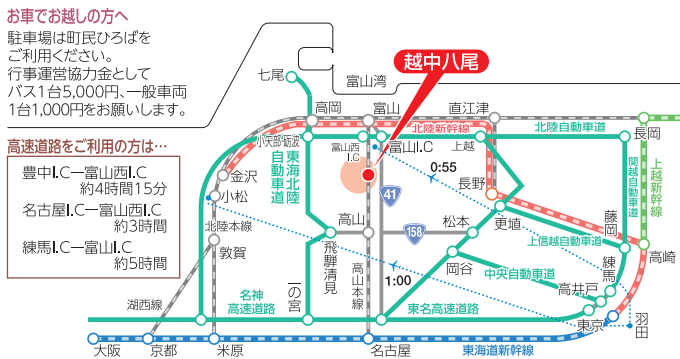 お車でお越しの方へ
駐車場は町民ひろばを
ご利用ください。
行事運営協力金として
バス1台5,000円、一般車両
1台1,000円をお願いします。
高速道路をご利用の方は…
豊中I.C─富山西I.C
約4時間15分
名古屋I.C─富山西I.C
約3時間
練馬I.C─富山I.C
約5時間
越中八尾
七尾
富山湾
高岡
富山
直江津
北陸新幹線
北陸自動車道
長岡
小矢部砺波
富山西
I.C
富山I.C
上越
東海北陸
自動車道
関越自動車道
上越新幹線
金沢
小松
0:55
長野
41
北陸本線
敦賀
高山
158
松本
更埴
藤岡
上信越自動車道
高崎
飛騨清見
高山本線
岡谷
中央自動車道
練馬
高井戸
1:00
湖西線
名神
高速道路
一の宮
東名高速道路
東京
羽田
大阪
京都
米原
名古屋
東海道新幹線